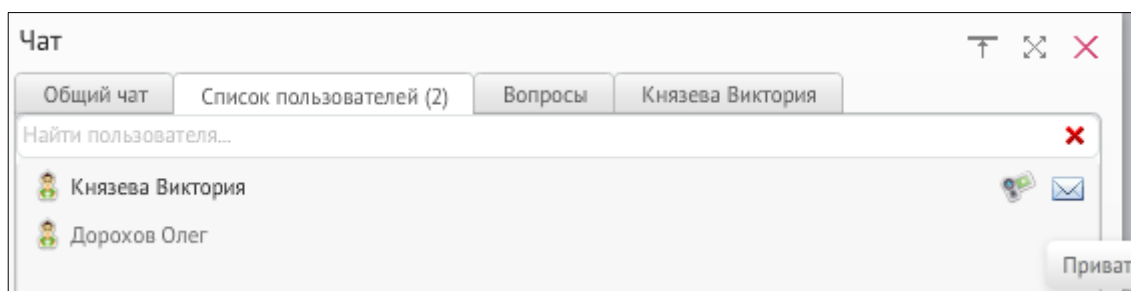 Чат
Общий чат Список пользователей (2) Вопросы Князева Виктория
Найти пользователя...
Князева Виктория
Дорохов Олег
Приват